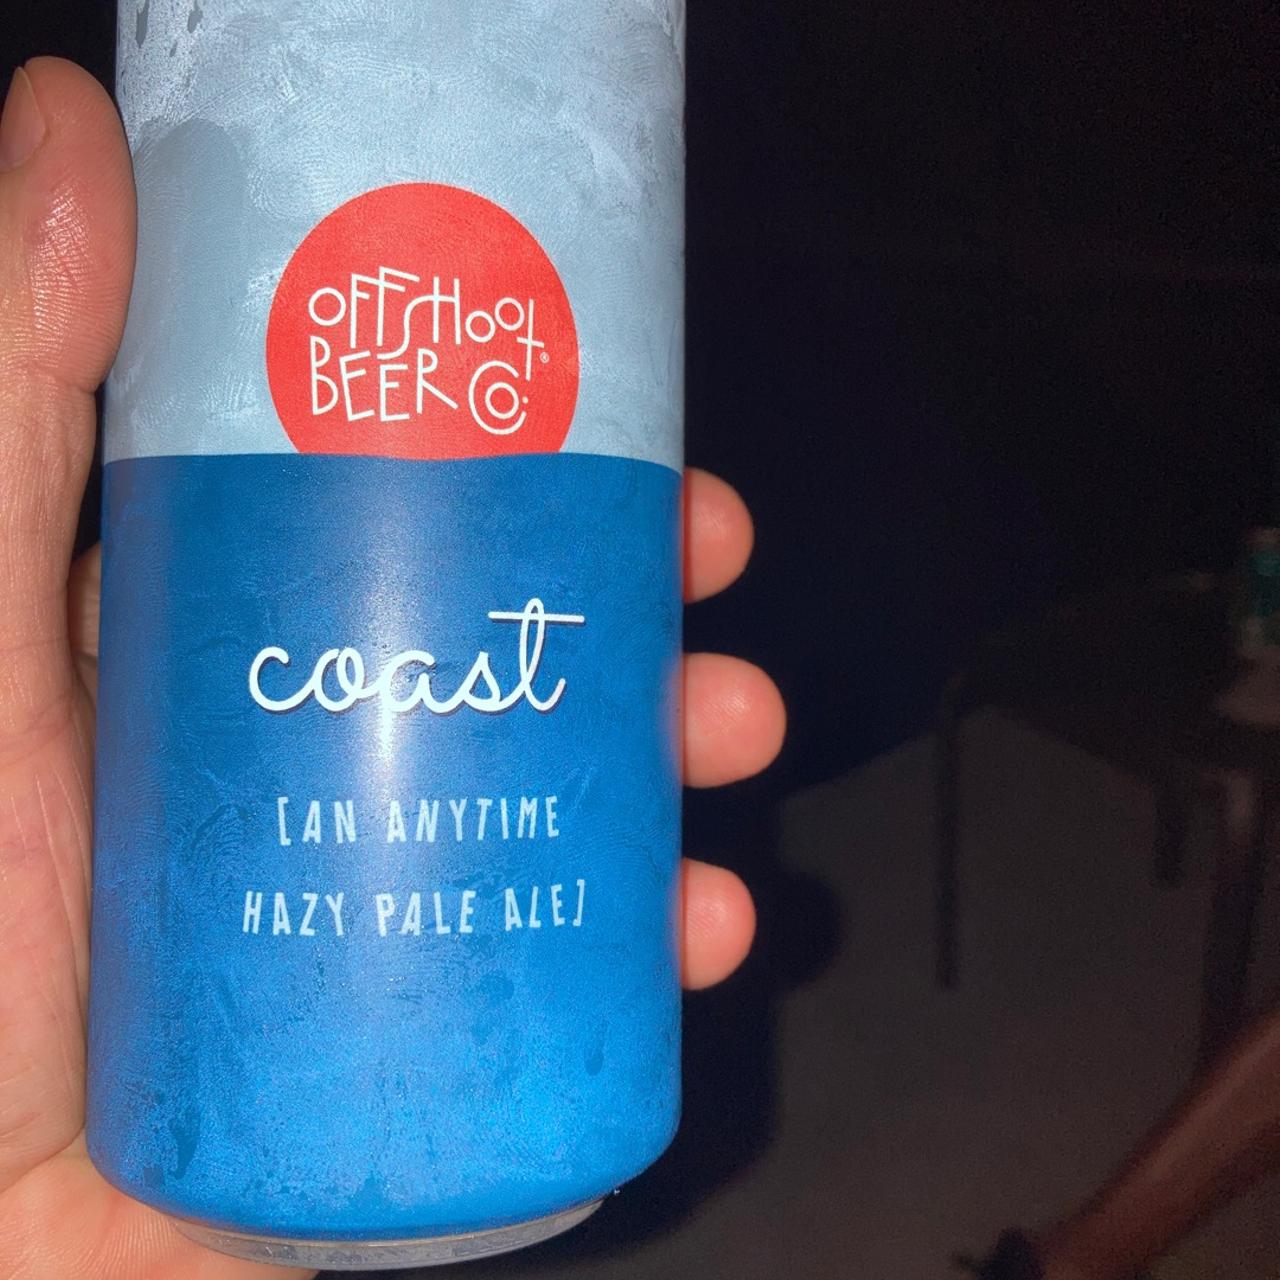 OFFSHOOT®
BEER CO.
coast
[AN ANYTIME
HAZY PALE ALE]